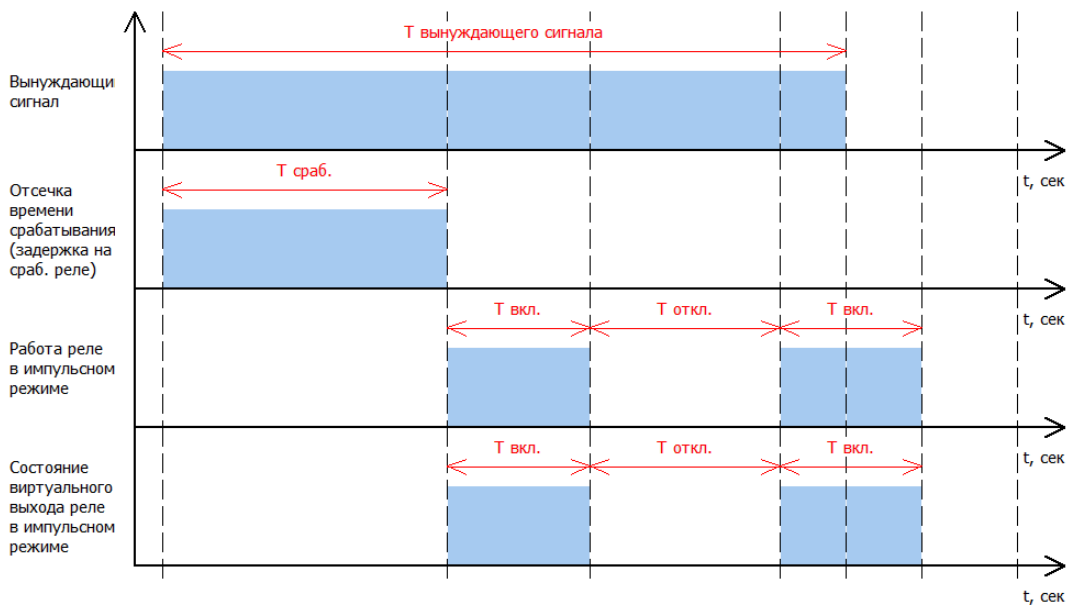 Т вынуждающего сигнала
Вынуждающи
сигнал
t, сек
Т сраб.
Отсечка
времени
срабатывания
(задержка на
сраб. реле)
t, сек
Т вкл.
Т откл.
Т вкл.
Работа реле
в импульсном
режиме
t, сек
Т вкл.
Т откл.
Т вкл.
Состояние
виртуального
выхода реле
в импульсном
режиме
t, сек